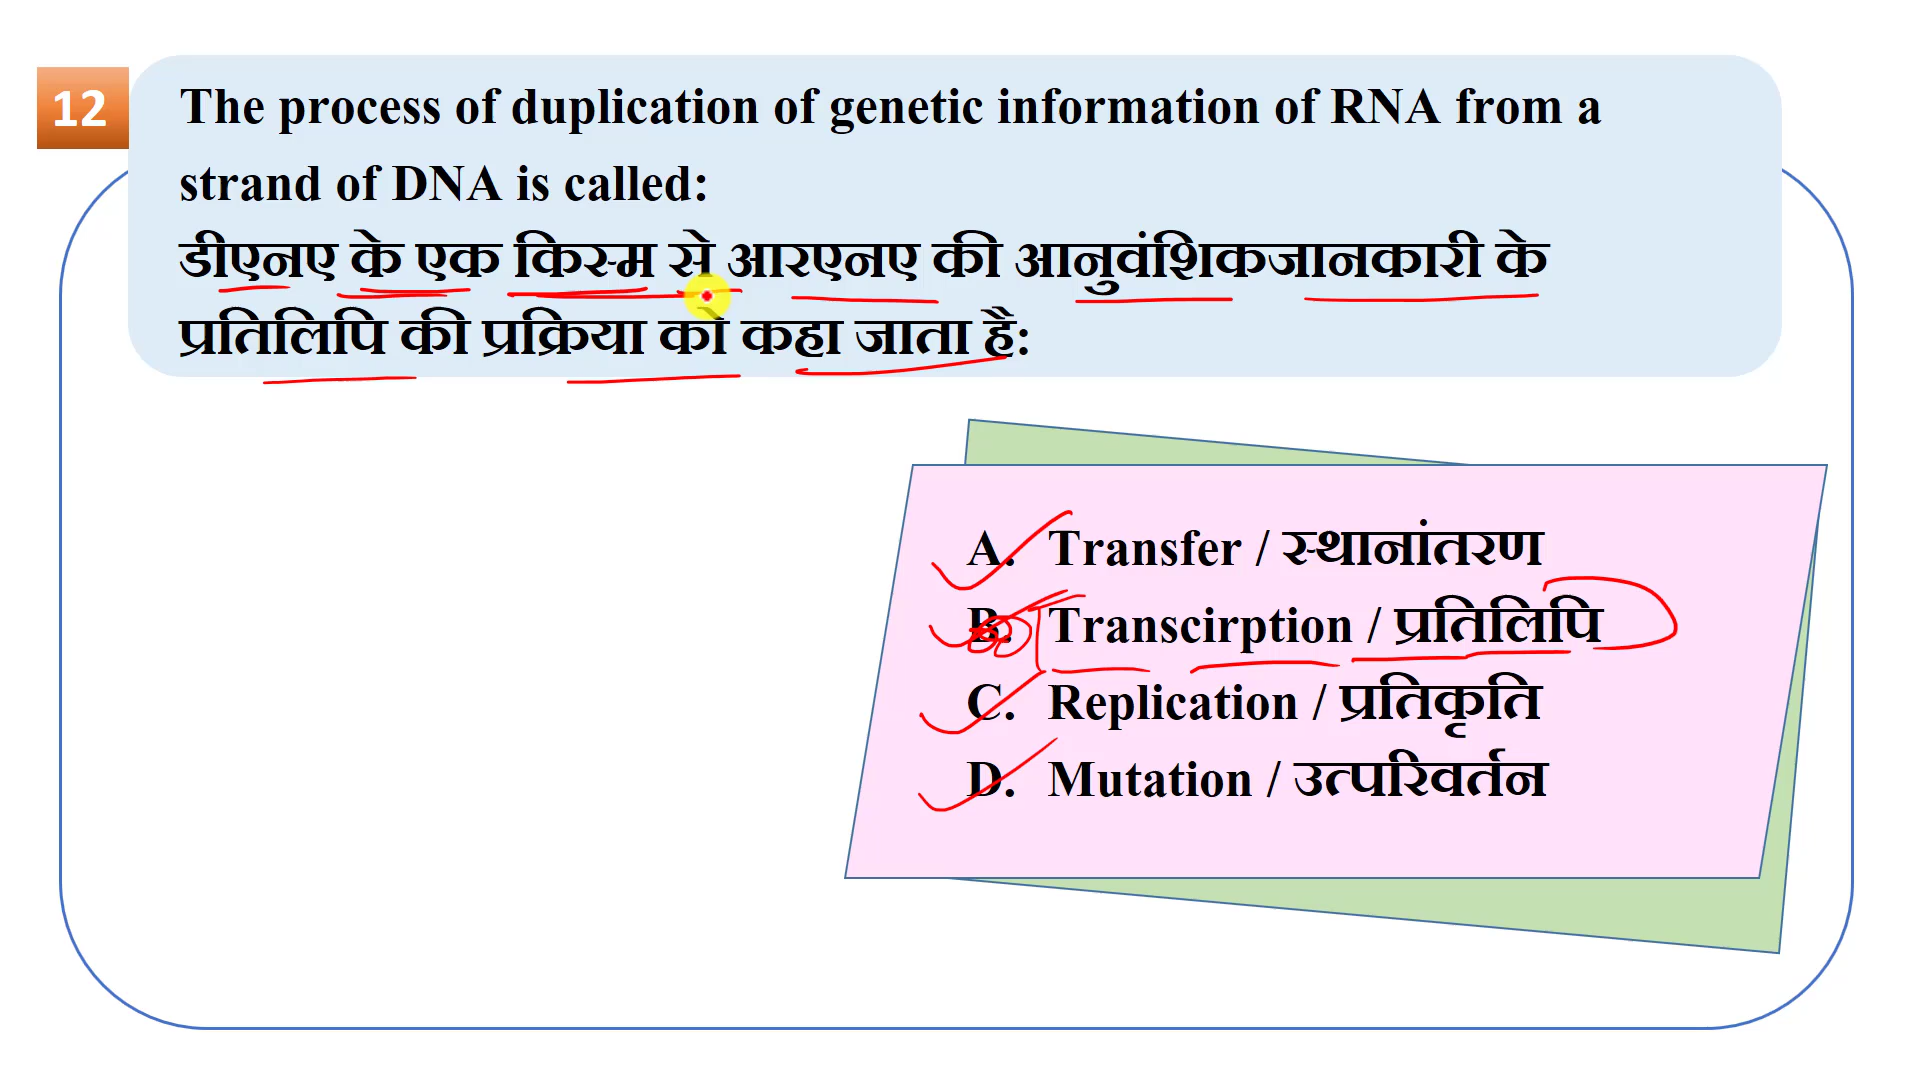 12
The process of duplication of genetic information of RNA from a
strand of DNA is called:
डीएनए के एक किस्म से आरएनए की आनुवंशिकजानकारी के
प्रतिलिपि की प्रक्रिया को कहा जाता है:
A. Transfer / स्थानांतरण
B. Transcirption / प्रतिलिपि
C. Replication / प्रतिकृति
D. Mutation / उत्परिवर्तन